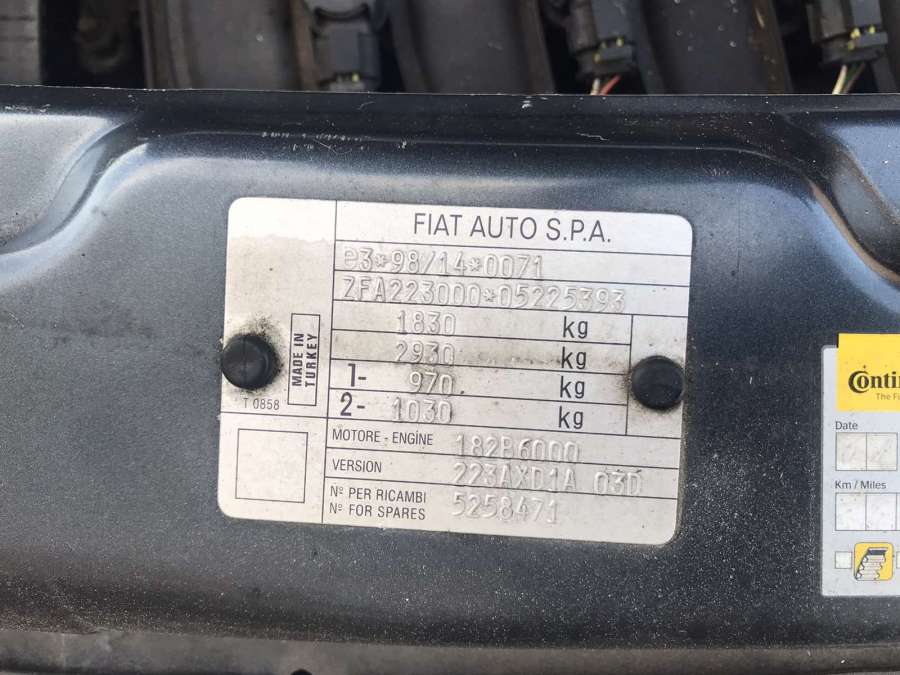 FIAT AUTO S.P.A.
e3*98/14*0071
ZFA223000*05225393
1830 kg
2930 kg
1- 970 kg
2- 1030 kg
MADE IN
TURKEY
T 0858
MOTORE - ENGINE 182B6000
VERSION 223AXD1A 03D
Nº PER RICAMBI
Nº FOR SPARES 5258471
Date
Km / Miles